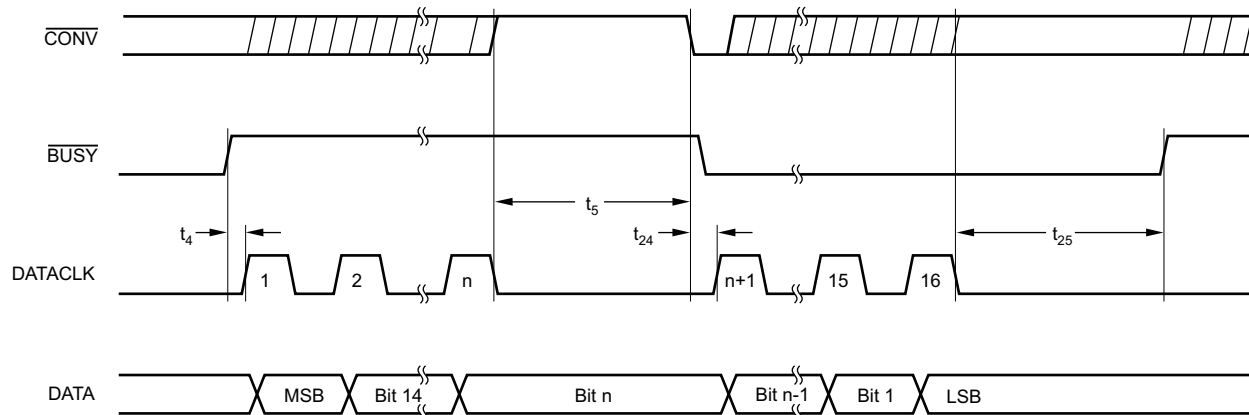 CONV
BUSY
t5
t4
t24
t25
DATACLK
1
2
n
n+1
15
16
DATA
MSB
Bit 14
Bit n
Bit n-1
Bit 1
LSB